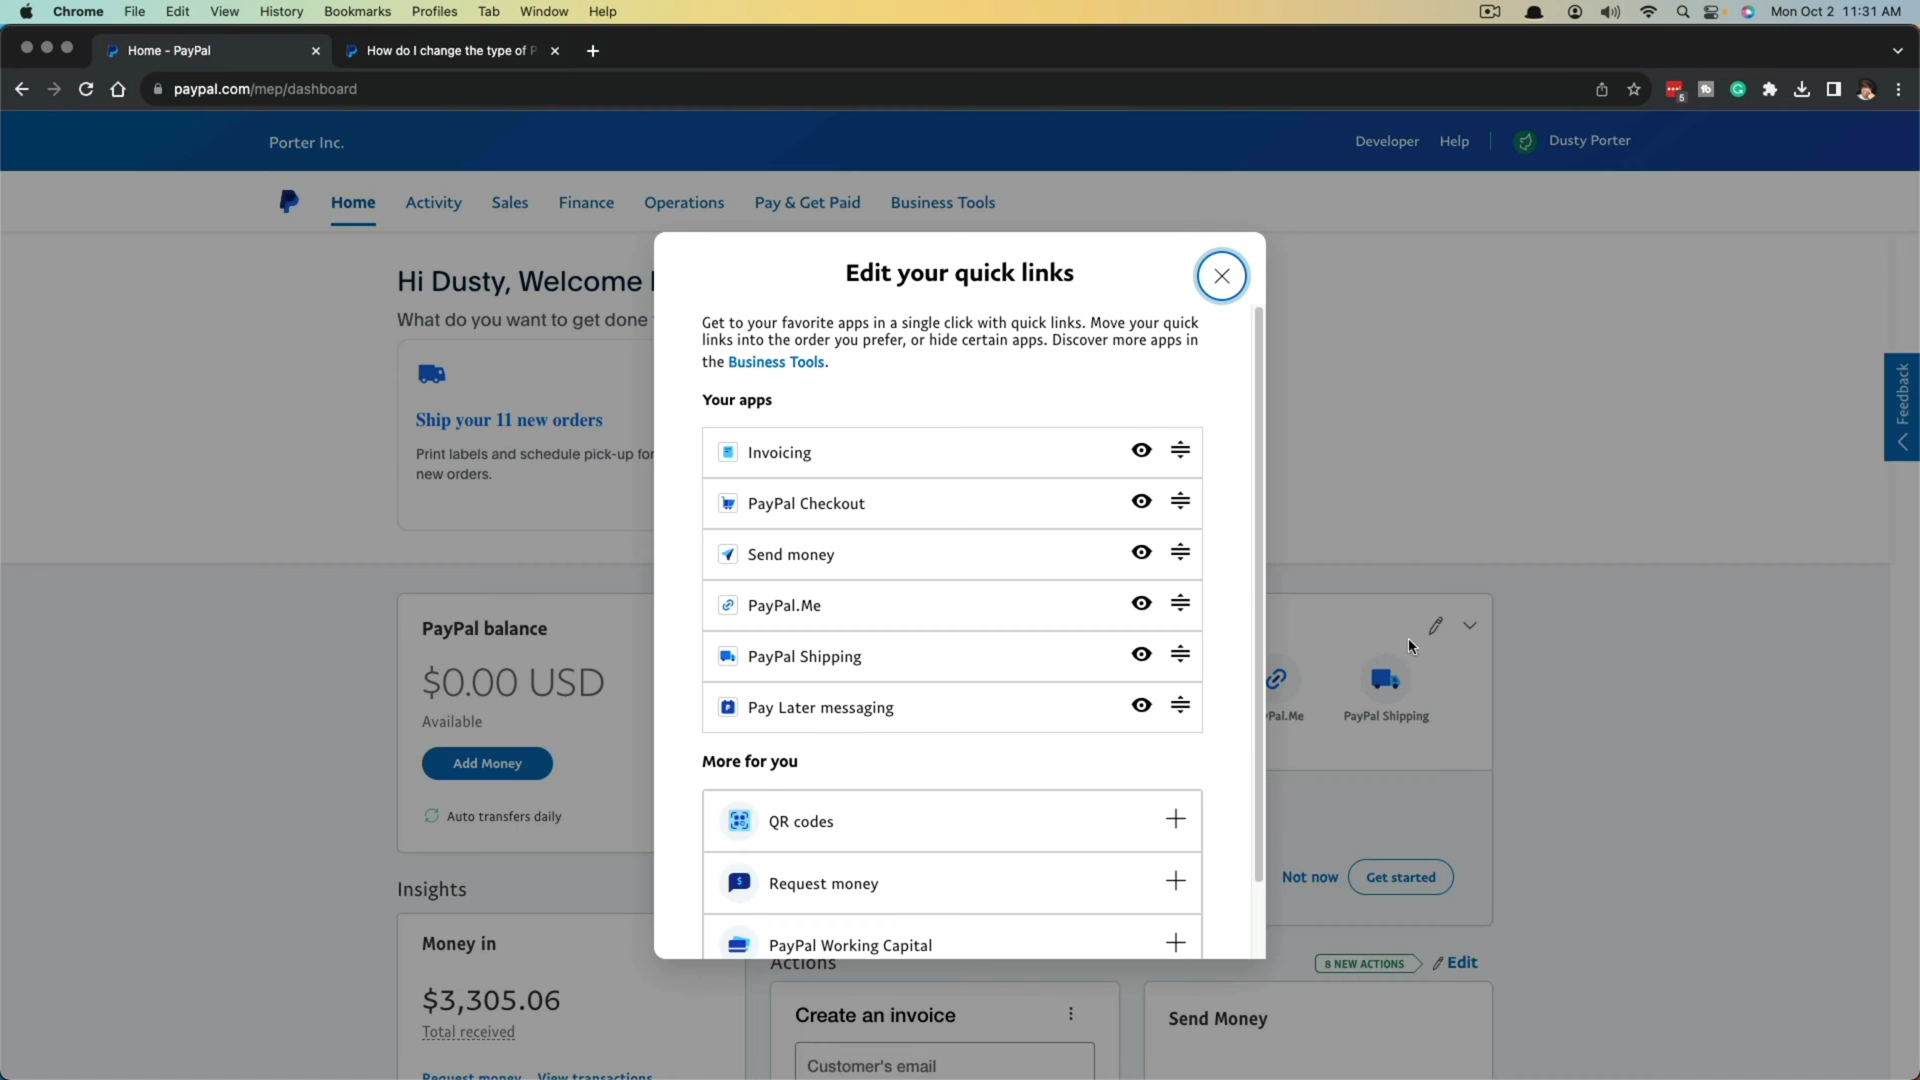 Chrome File Edit View History Bookmarks Profiles Tab Window Help Mon Oct 2 11:31 AM
Home - PayPal
How do I change the type of P
paypal.com/mep/dashboard
5
Porter Inc.
Developer Help Dusty Porter
Home Activity Sales Finance Operations Pay & Get Paid Business Tools
Hi Dusty, Welcome
What do you want to get done
Ship your 11 new orders
Print labels and schedule pick-up for
new orders.
Edit your quick links
Get to your favorite apps in a single click with quick links. Move your quick
links into the order you prefer, or hide certain apps. Discover more apps in
the Business Tools.
Your apps
Invoicing
PayPal Checkout
Send money
PayPal.Me
PayPal Shipping
Pay Later messaging
More for you
QR codes
Request money
PayPal Working Capital
Feedback
PayPal balance
$0.00 USD
Available
Add Money
Auto transfers daily
yPal.Me
PayPal Shipping
Not now
Get started
Insights
Money in
$3,305.06
Total received
Request money View transactions
Actions
8 NEW ACTIONS
Edit
Create an invoice
Customer's email
Send Money